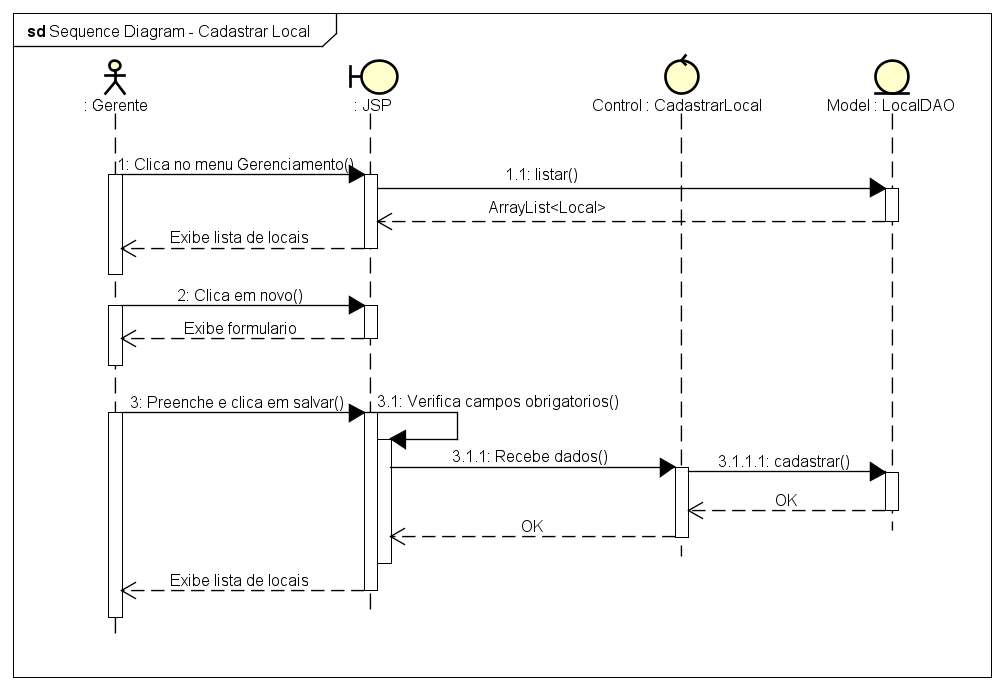 sd Sequence Diagram - Cadastrar Local
: Gerente
: JSP
Control : CadastrarLocal
Model : LocalDAO
1: Clica no menu Gerenciamento()
1.1: listar()
ArrayList<Local>
Exibe lista de locais
2: Clica em novo()
Exibe formulario
3: Preenche e clica em salvar()
3.1: Verifica campos obrigatorios()
3.1.1: Recebe dados()
3.1.1.1: cadastrar()
OK
OK
Exibe lista de locais